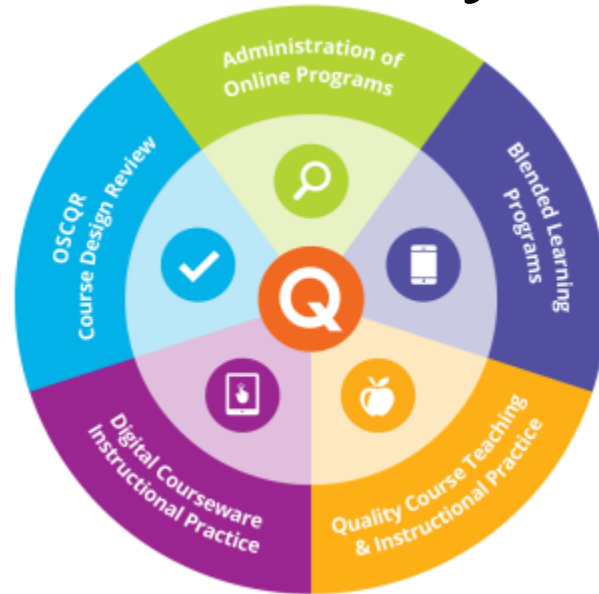 Administration of
Online Programs
Blended Learning
Programs
Quality Course Teaching
& Instructional Practice
Digital Courseware
Instructional Practice
OSCQR
Course Design Review
Q